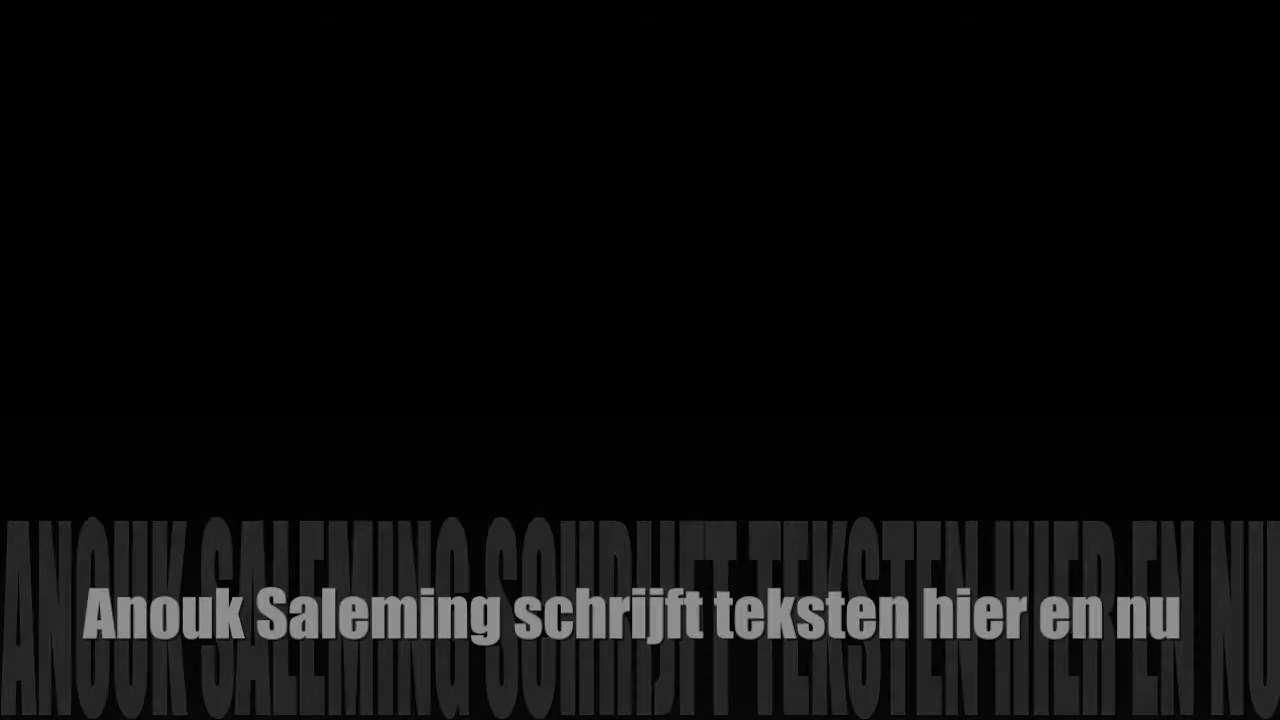 ANOUK SALEMING SCHRIJFT TEKSTEN HIER EN NU
Anouk Saleming schrijft teksten hier en nu